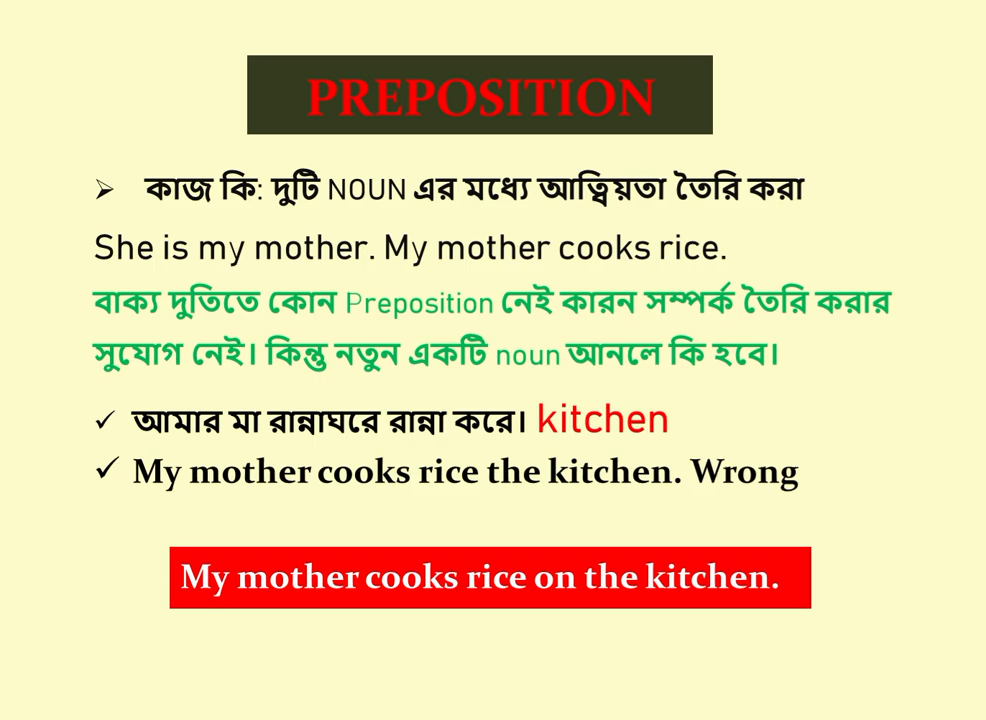 PREPOSITION
➢ কাজ কি: দুটি NOUN এর মধ্যে আত্বিয়তা তৈরি করা
She is my mother. My mother cooks rice.
বাক্য দুতিতে কোন Preposition নেই কারন সম্পর্ক তৈরি করার
সুযোগ নেই। কিন্তু নতুন একটি noun আনলে কি হবে।
✓ আমার মা রান্নাঘরে রান্না করে। kitchen
✓ My mother cooks rice the kitchen. Wrong
My mother cooks rice on the kitchen.